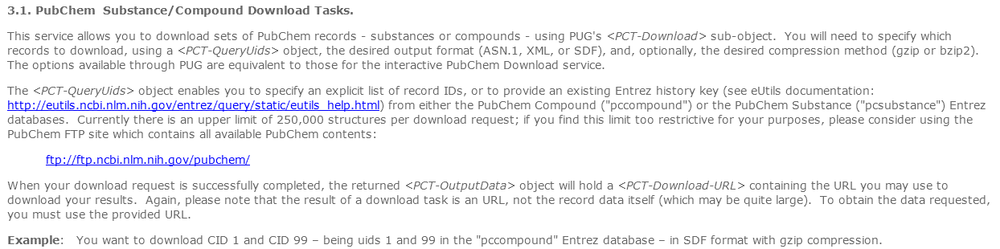 3.1. PubChem  Substance/Compound Download Tasks.
This service allows you to download sets of PubChem records - substances or compounds - using PUG's <PCT-Download> sub-object.  You will need to specify which
records to download, using a <PCT-QueryUids> object, the desired output format (ASN.1, XML, or SDF), and, optionally, the desired compression method (gzip or bzip2).
The options available through PUG are equivalent to those for the interactive PubChem Download service.
The <PCT-QueryUids> object enables you to specify an explicit list of record IDs, or to provide an existing Entrez history key (see eUtils documentation:
http://eutils.ncbi.nlm.nih.gov/entrez/query/static/eutils_help.html) from either the PubChem Compound ("pccompound") or the PubChem Substance ("pcsubstance") Entrez
databases.  Currently there is an upper limit of 250,000 structures per download request; if you find this limit too restrictive for your purposes, please consider using the
PubChem FTP site which contains all available PubChem contents:
ftp://ftp.ncbi.nlm.nih.gov/pubchem/
When your download request is successfully completed, the returned <PCT-OutputData> object will hold a <PCT-Download-URL> containing the URL you may use to
download your results.  Again, please note that the result of a download task is an URL, not the record data itself (which may be quite large).  To obtain the data requested,
you must use the provided URL.
Example:   You want to download CID 1 and CID 99 – being uids 1 and 99 in the "pccompound" Entrez database – in SDF format with gzip compression.